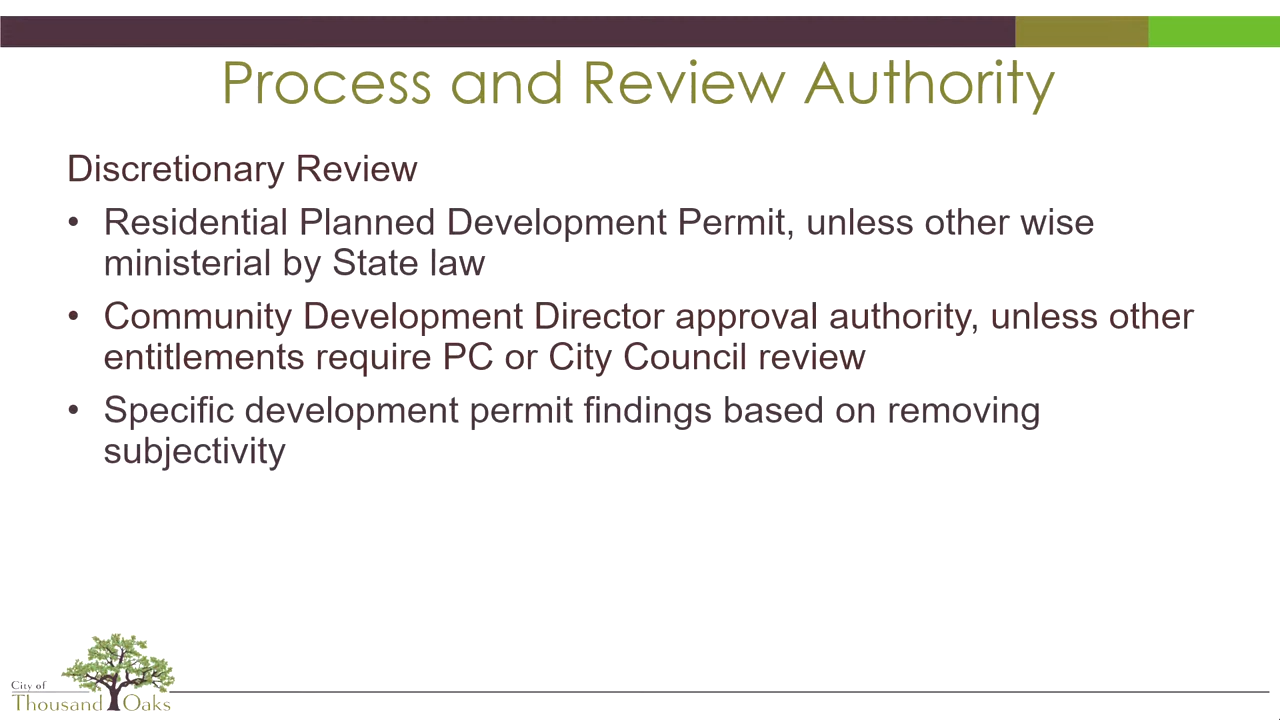 Process and Review Authority
Discretionary Review
• Residential Planned Development Permit, unless other wise
ministerial by State law
• Community Development Director approval authority, unless other
entitlements require PC or City Council review
• Specific development permit findings based on removing
subjectivity
City of
Thousand Oaks